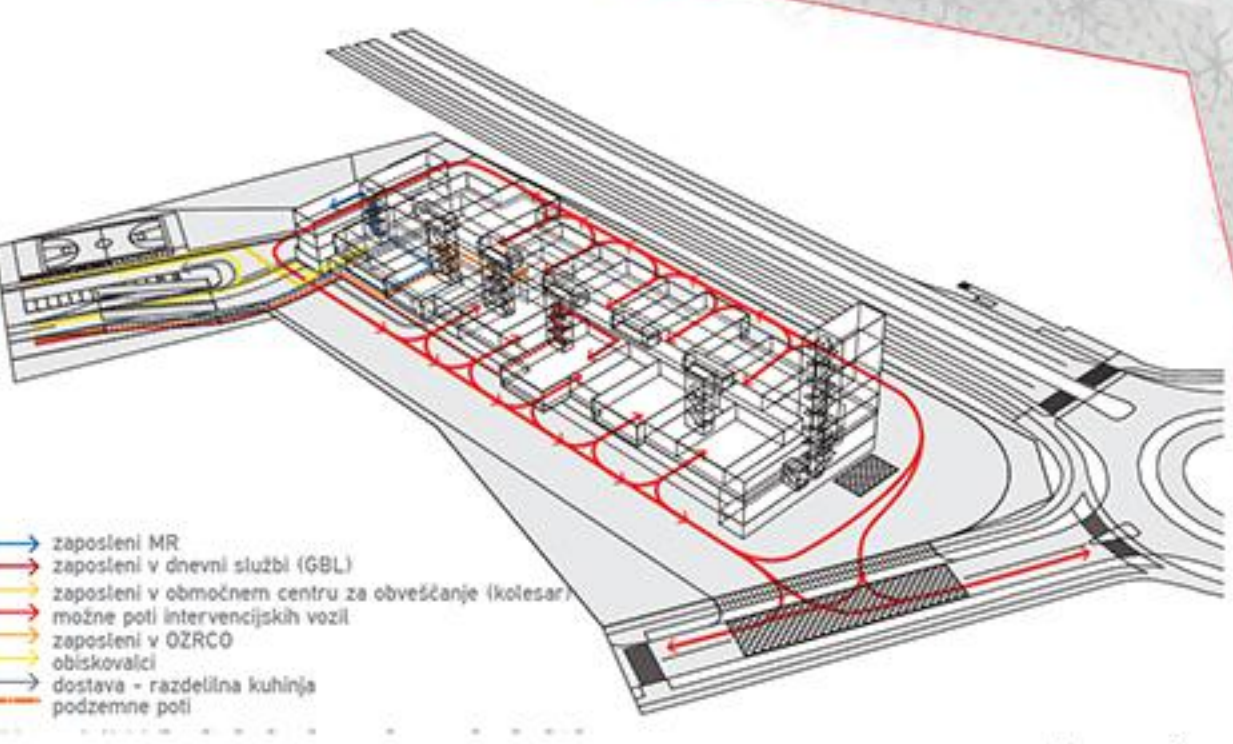 zaposleni MR
zaposleni v dnevni službi (GBL)
zaposleni v območnem centru za obveščanje (kolesar)
možne poti intervencijskih vozil
zaposleni v OZRCO
obiskovalci
dostava - razdelilna kuhinja
podzemne poti